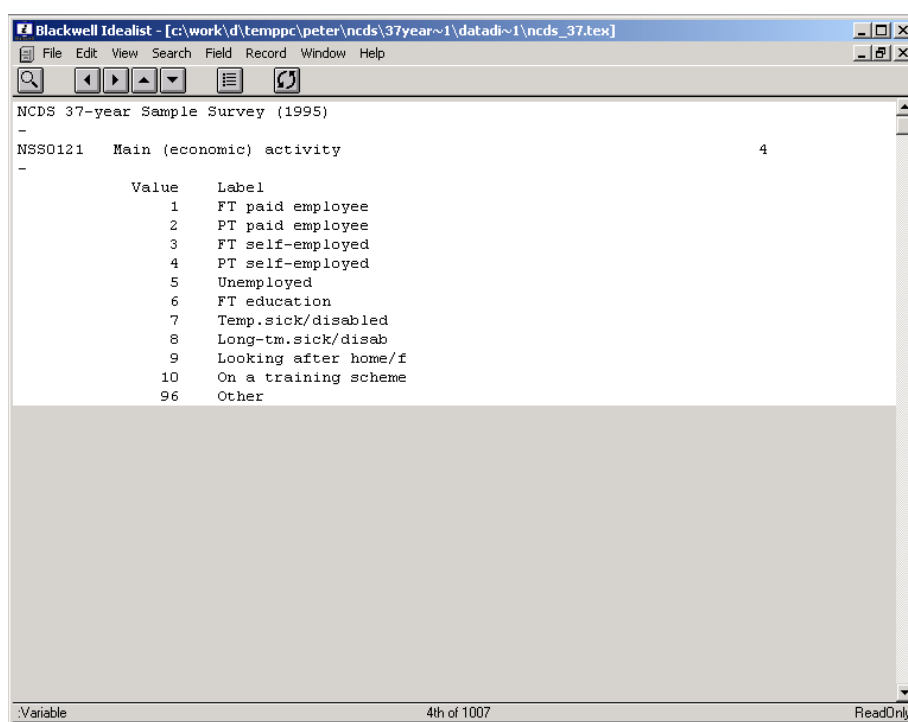 Blackwell Idealist - [c:\work\d\temppc\peter\ncds\37year~1\datadi~1\ncds_37.tex]
File Edit View Search Field Record Window Help
NCDS 37-year Sample Survey (1995)
-
NSS0121 Main (economic) activity 4
-
Value Label
1 FT paid employee
2 PT paid employee
3 FT self-employed
4 PT self-employed
5 Unemployed
6 FT education
7 Temp.sick/disabled
8 Long-tm.sick/disab
9 Looking after home/f
10 On a training scheme
96 Other
:Variable 4th of 1007 ReadOnly